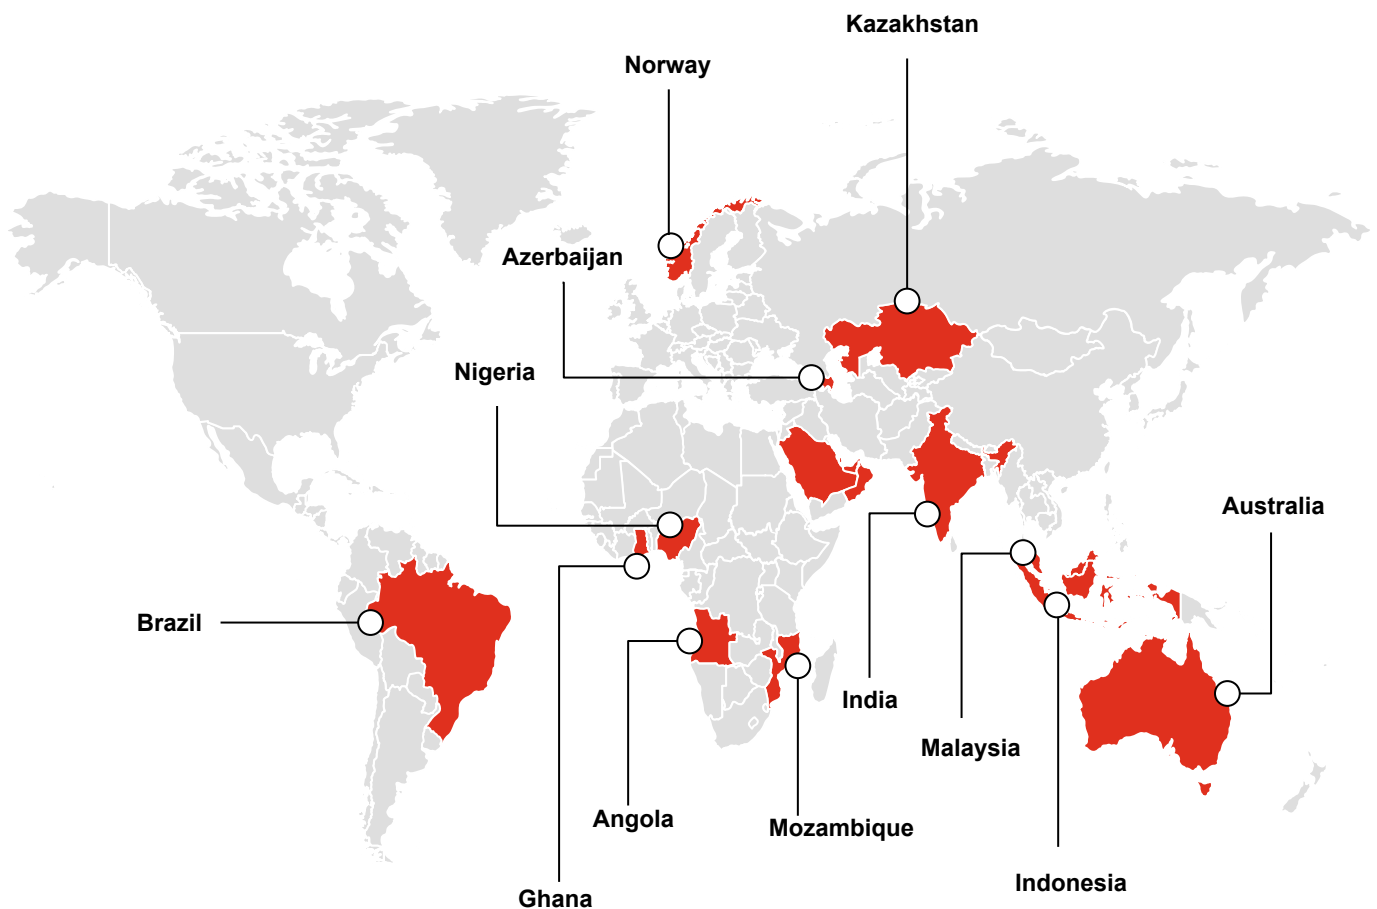 Kazakhstan
Norway
Azerbaijan
Nigeria
Australia
Brazil
India
Malaysia
Angola
Mozambique
Indonesia
Ghana